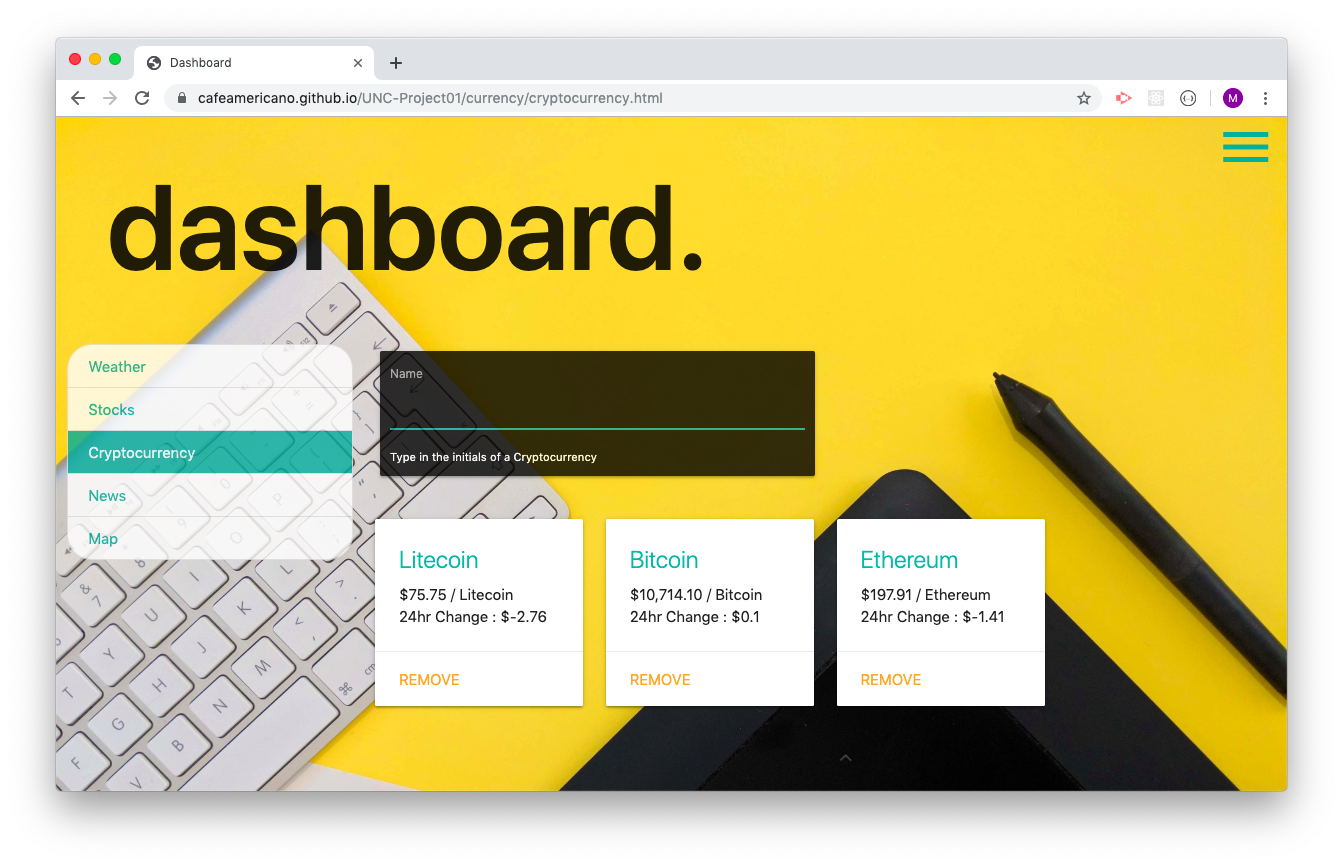 Dashboard
cafeamericano.github.io/UNC-Project01/currency/cryptocurrency.html
M
dashboard.
Weather
Stocks
Cryptocurrency
News
Map
Name
Type in the initials of a Cryptocurrency
Litecoin
$75.75 / Litecoin
24hr Change : $-2.76
REMOVE
Bitcoin
$10,714.10 / Bitcoin
24hr Change : $0.1
REMOVE
Ethereum
$197.91 / Ethereum
24hr Change : $-1.41
REMOVE